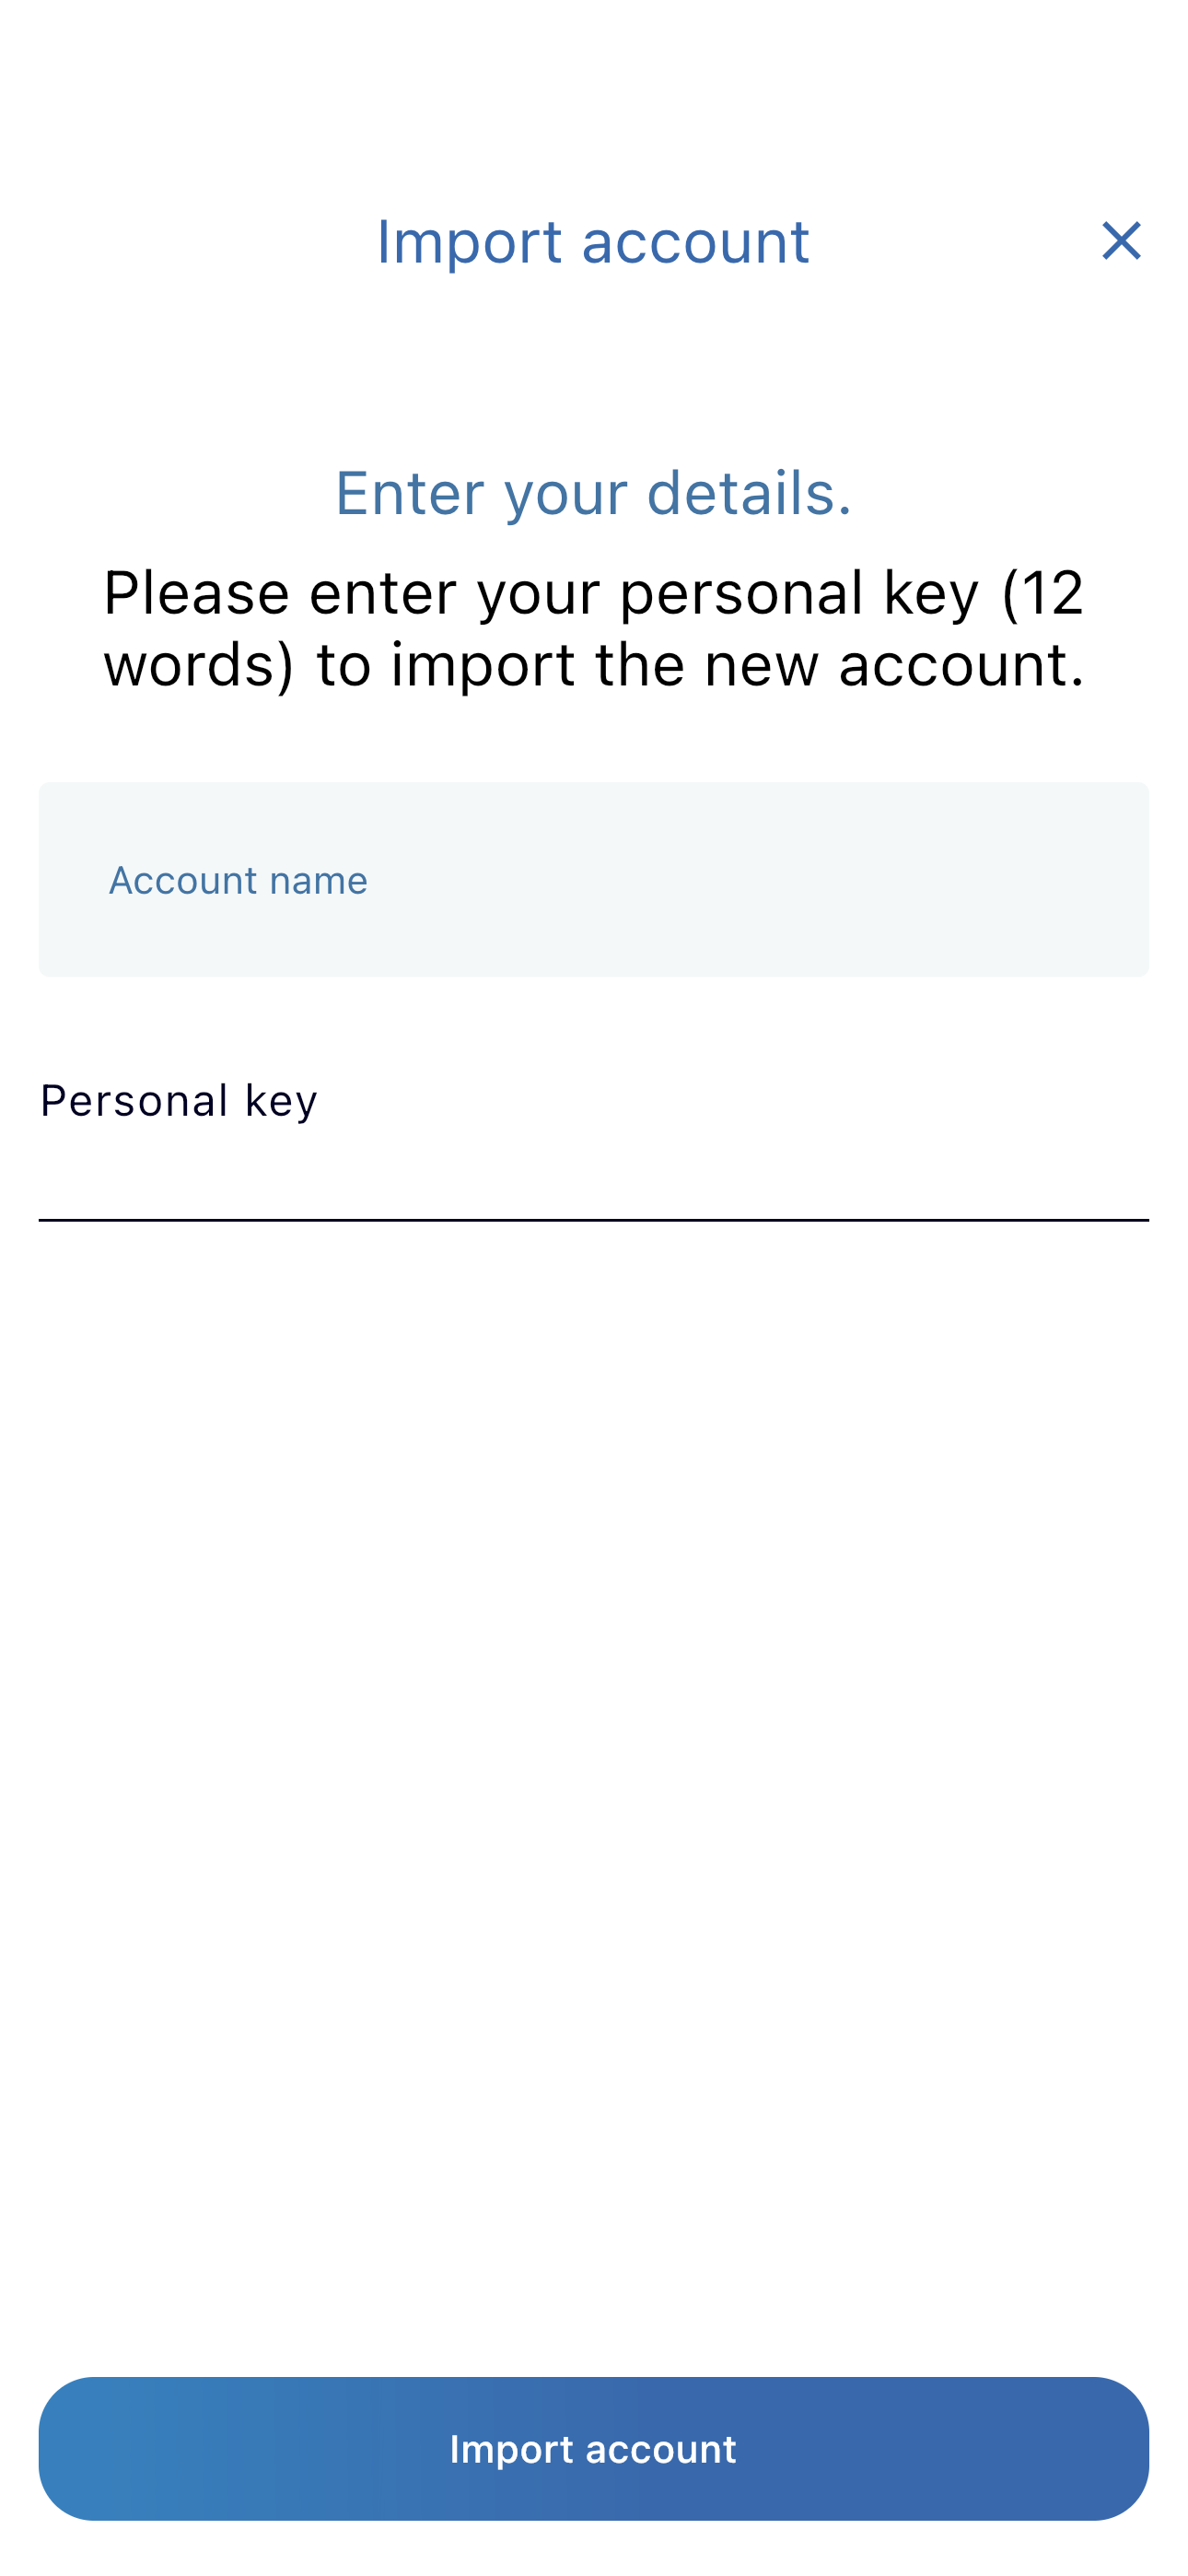 Import account
Enter your details.
Please enter your personal key (12
words) to import the new account.
Account name
Personal key
Import account